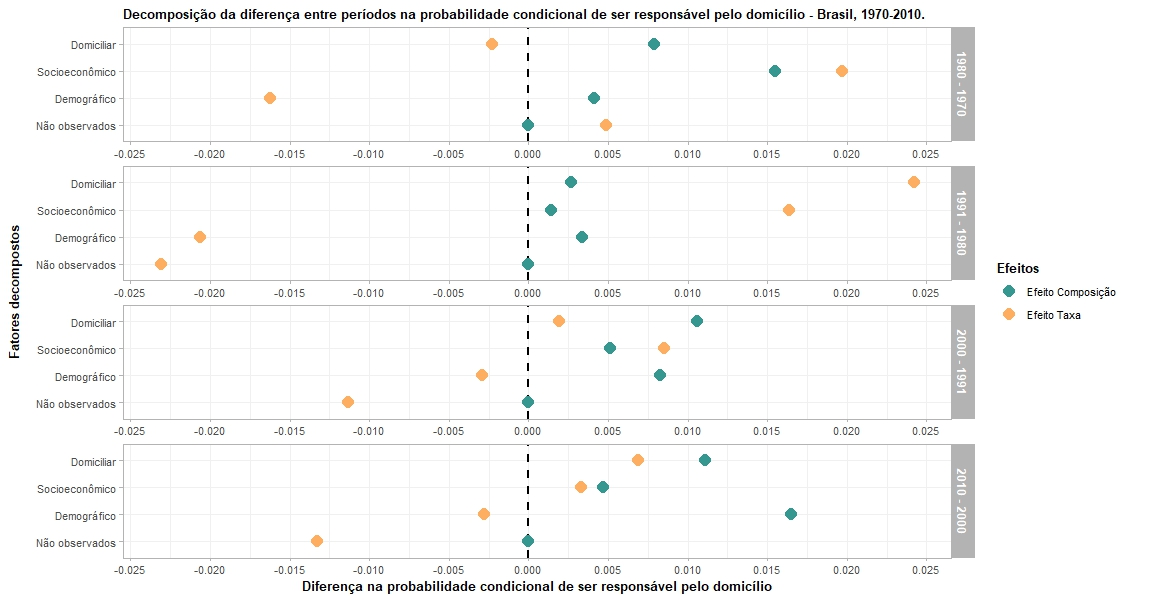 Decomposição da diferença entre períodos na probabilidade condicional de ser responsável pelo domicílio - Brasil, 1970-2010.
Fatores decompostos
Domiciliar
Socioeconômico
Demográfico
Não observados
1980 - 1970
-0.025 -0.020 -0.015 -0.010 -0.005 0.000 0.005 0.010 0.015 0.020 0.025
Domiciliar
Socioeconômico
Demográfico
Não observados
1991 - 1980
-0.025 -0.020 -0.015 -0.010 -0.005 0.000 0.005 0.010 0.015 0.020 0.025
Domiciliar
Socioeconômico
Demográfico
Não observados
2000 - 1991
-0.025 -0.020 -0.015 -0.010 -0.005 0.000 0.005 0.010 0.015 0.020 0.025
Domiciliar
Socioeconômico
Demográfico
Não observados
2010 - 2000
-0.025 -0.020 -0.015 -0.010 -0.005 0.000 0.005 0.010 0.015 0.020 0.025
Diferença na probabilidade condicional de ser responsável pelo domicílio
Efeitos
Efeito Composição
Efeito Taxa